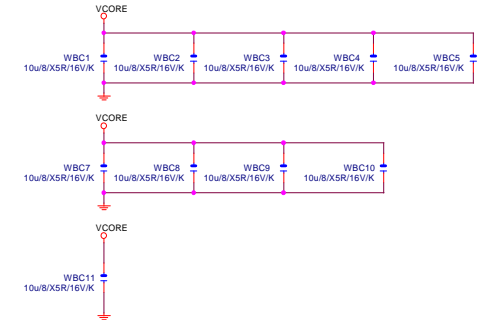 VCORE
WBC1 WBC2 WBC3 WBC4 WBC5
10u/8/X5R/16V/K 10u/8/X5R/16V/K 10u/8/X5R/16V/K 10u/8/X5R/16V/K 10u/8/X5R/16V/K
VCORE
WBC7 WBC8 WBC9 WBC10
10u/8/X5R/16V/K 10u/8/X5R/16V/K 10u/8/X5R/16V/K 10u/8/X5R/16V/K
VCORE
WBC11
10u/8/X5R/16V/K